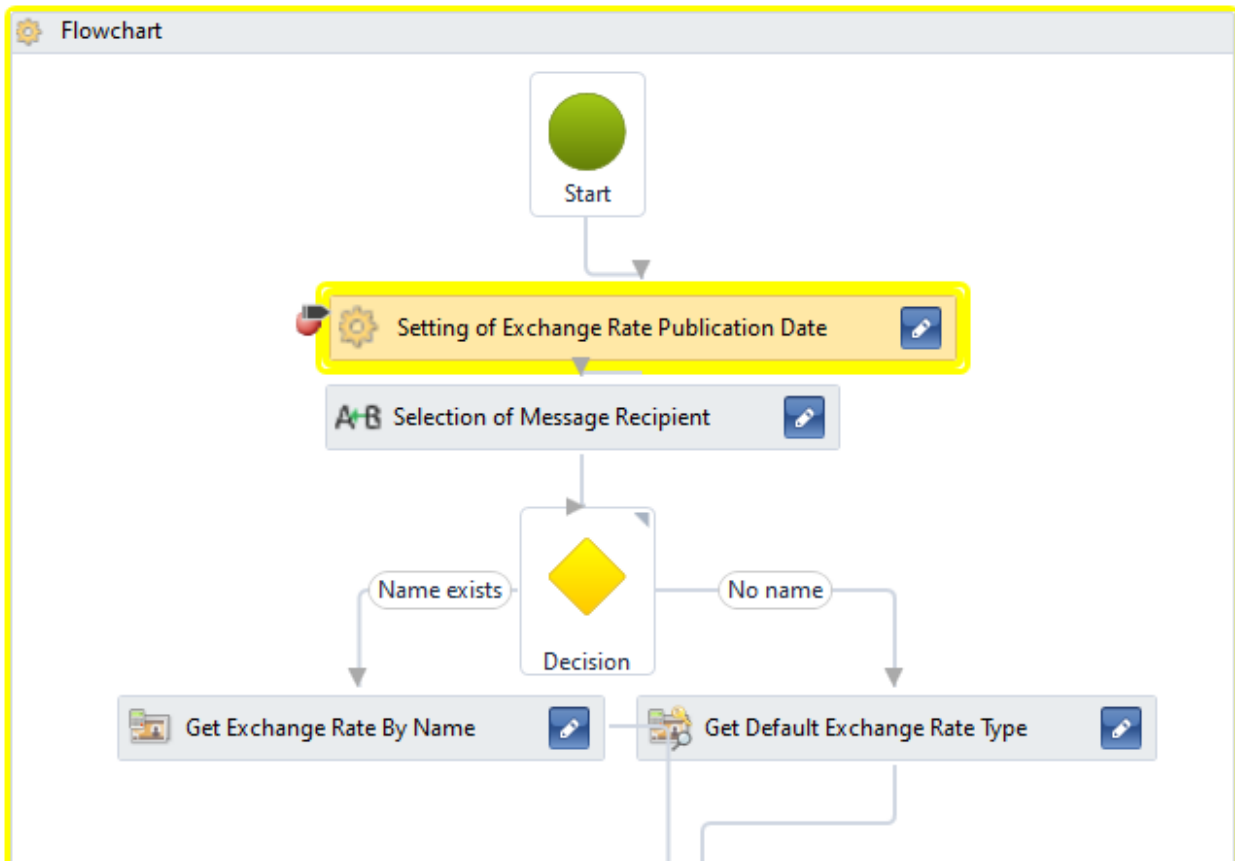 Flowchart
Start
Setting of Exchange Rate Publication Date
A B Selection of Message Recipient
Name exists
No name
Decision
Get Exchange Rate By Name
Get Default Exchange Rate Type